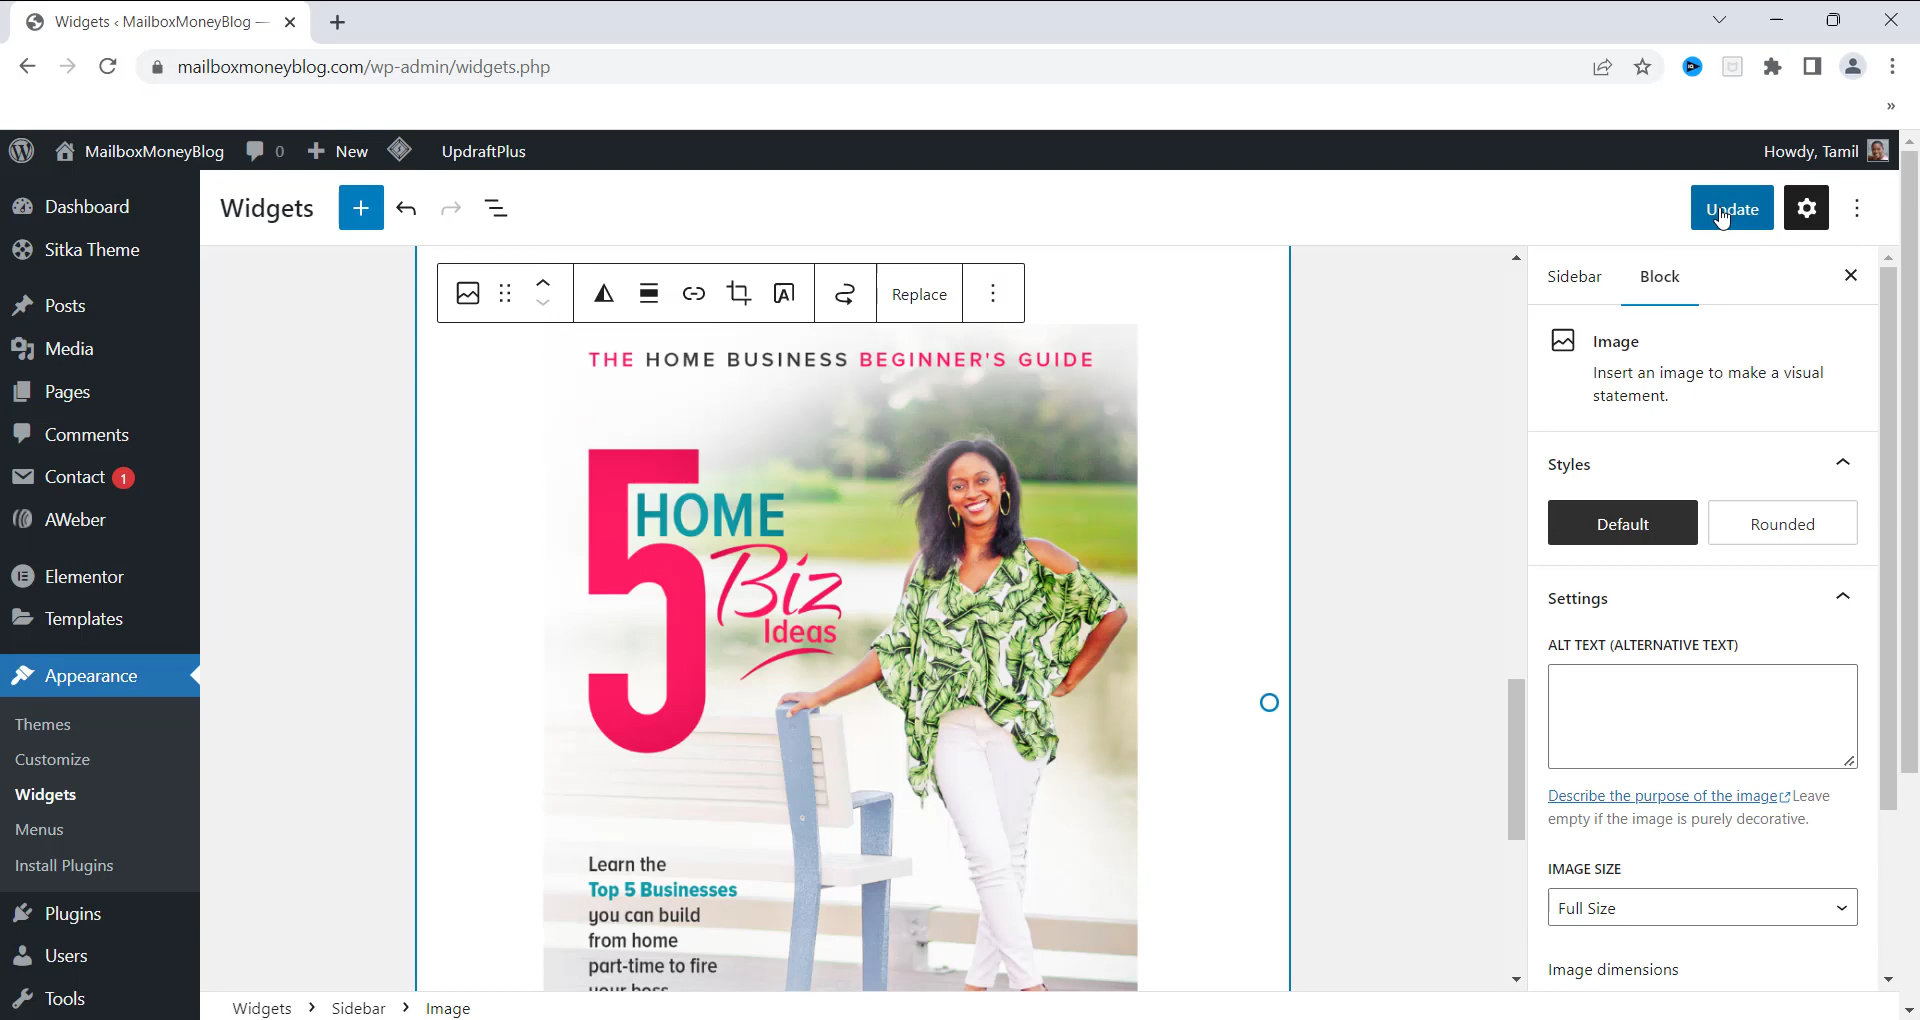 Widgets ‹ MailboxMoneyBlog —
mailboxmoneyblog.com/wp-admin/widgets.php
MailboxMoneyBlog 0 New UpdraftPlus Howdy, Tamil
Widgets
Update
Dashboard
Sitka Theme
Posts
Media
Pages
Comments
Contact 1
AWeber
Elementor
Templates
Appearance
Themes
Customize
Widgets
Menus
Install Plugins
Plugins
Users
Tools
Replace
THE HOME BUSINESS BEGINNER'S GUIDE
5 HOME
Biz
Ideas
Learn the
Top 5 Businesses
you can build
from home
part-time to fire
your boss
Sidebar Block
Image
Insert an image to make a visual
statement.
Styles
Default Rounded
Settings
ALT TEXT (ALTERNATIVE TEXT)
Describe the purpose of the image Leave
empty if the image is purely decorative.
IMAGE SIZE
Full Size
Image dimensions
Widgets › Sidebar › Image